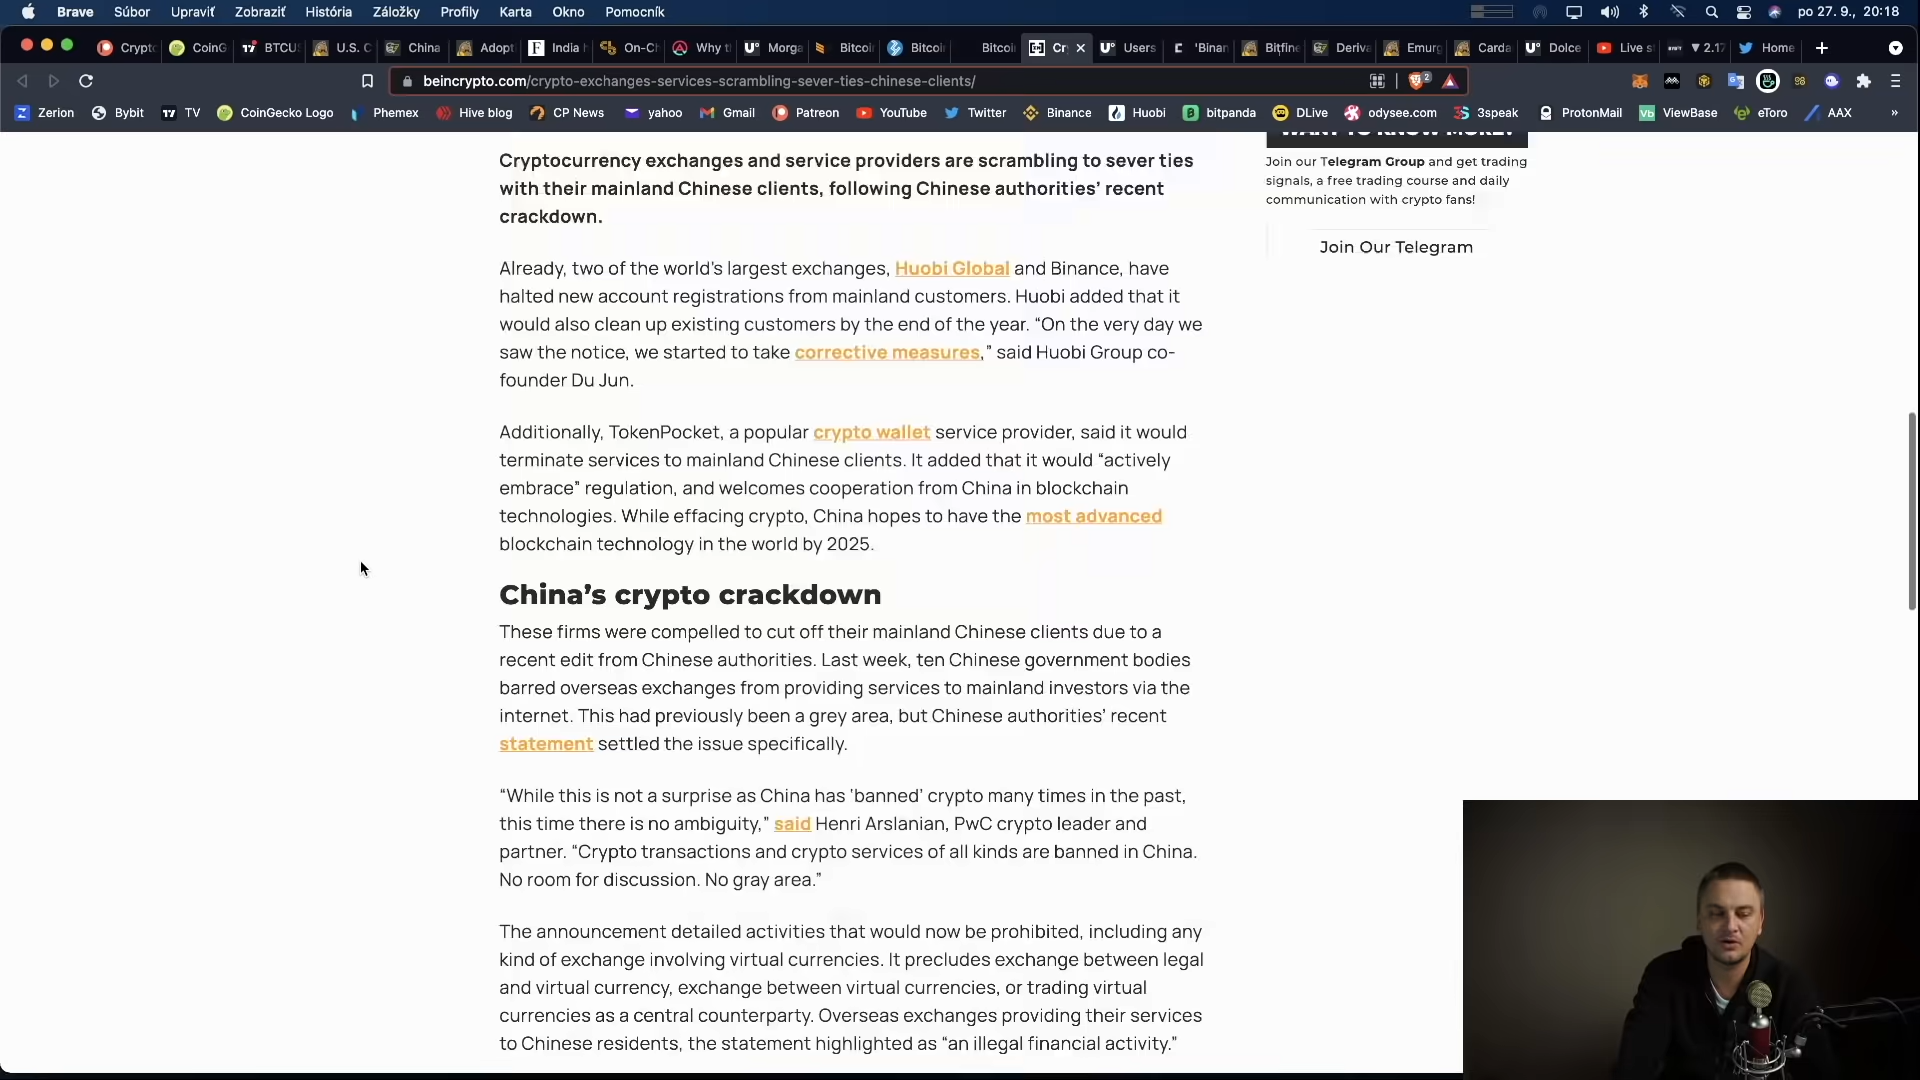 Brave Súbor Upraviť Zobraziť História Záložky Profily Karta Okno Pomocník po 27. 9., 20:18
Crypto CoinG BTCUS U.S. C China Adopt India On-Ch Why t Morga Bitcoi Bitcoi Bitcoi Cr Users 'Binan Bitfine Deriva Emurg Carda Dolce Live s ▼ 2.17 Home
beincrypto.com/crypto-exchanges-services-scrambling-sever-ties-chinese-clients/ 2
Zerion Bybit TV CoinGecko Logo Phemex Hive blog CP News yahoo Gmail Patreon YouTube Twitter Binance Huobi bitpanda DLive odysee.com 3speak ProtonMail ViewBase eToro AAX »
WANT TO KNOW MORE?
Join our Telegram Group and get trading
signals, a free trading course and daily
communication with crypto fans!
Join Our Telegram
Cryptocurrency exchanges and service providers are scrambling to sever ties
with their mainland Chinese clients, following Chinese authorities’ recent
crackdown.
Already, two of the world’s largest exchanges, Huobi Global and Binance, have
halted new account registrations from mainland customers. Huobi added that it
would also clean up existing customers by the end of the year. “On the very day we
saw the notice, we started to take corrective measures,” said Huobi Group co-
founder Du Jun.
Additionally, TokenPocket, a popular crypto wallet service provider, said it would
terminate services to mainland Chinese clients. It added that it would “actively
embrace” regulation, and welcomes cooperation from China in blockchain
technologies. While effacing crypto, China hopes to have the most advanced
blockchain technology in the world by 2025.
China’s crypto crackdown
These firms were compelled to cut off their mainland Chinese clients due to a
recent edit from Chinese authorities. Last week, ten Chinese government bodies
barred overseas exchanges from providing services to mainland investors via the
internet. This had previously been a grey area, but Chinese authorities’ recent
statement settled the issue specifically.
“While this is not a surprise as China has ‘banned’ crypto many times in the past,
this time there is no ambiguity,” said Henri Arslanian, PwC crypto leader and
partner. “Crypto transactions and crypto services of all kinds are banned in China.
No room for discussion. No gray area.”
The announcement detailed activities that would now be prohibited, including any
kind of exchange involving virtual currencies. It precludes exchange between legal
and virtual currency, exchange between virtual currencies, or trading virtual
currencies as a central counterparty. Overseas exchanges providing their services
to Chinese residents, the statement highlighted as “an illegal financial activity.”